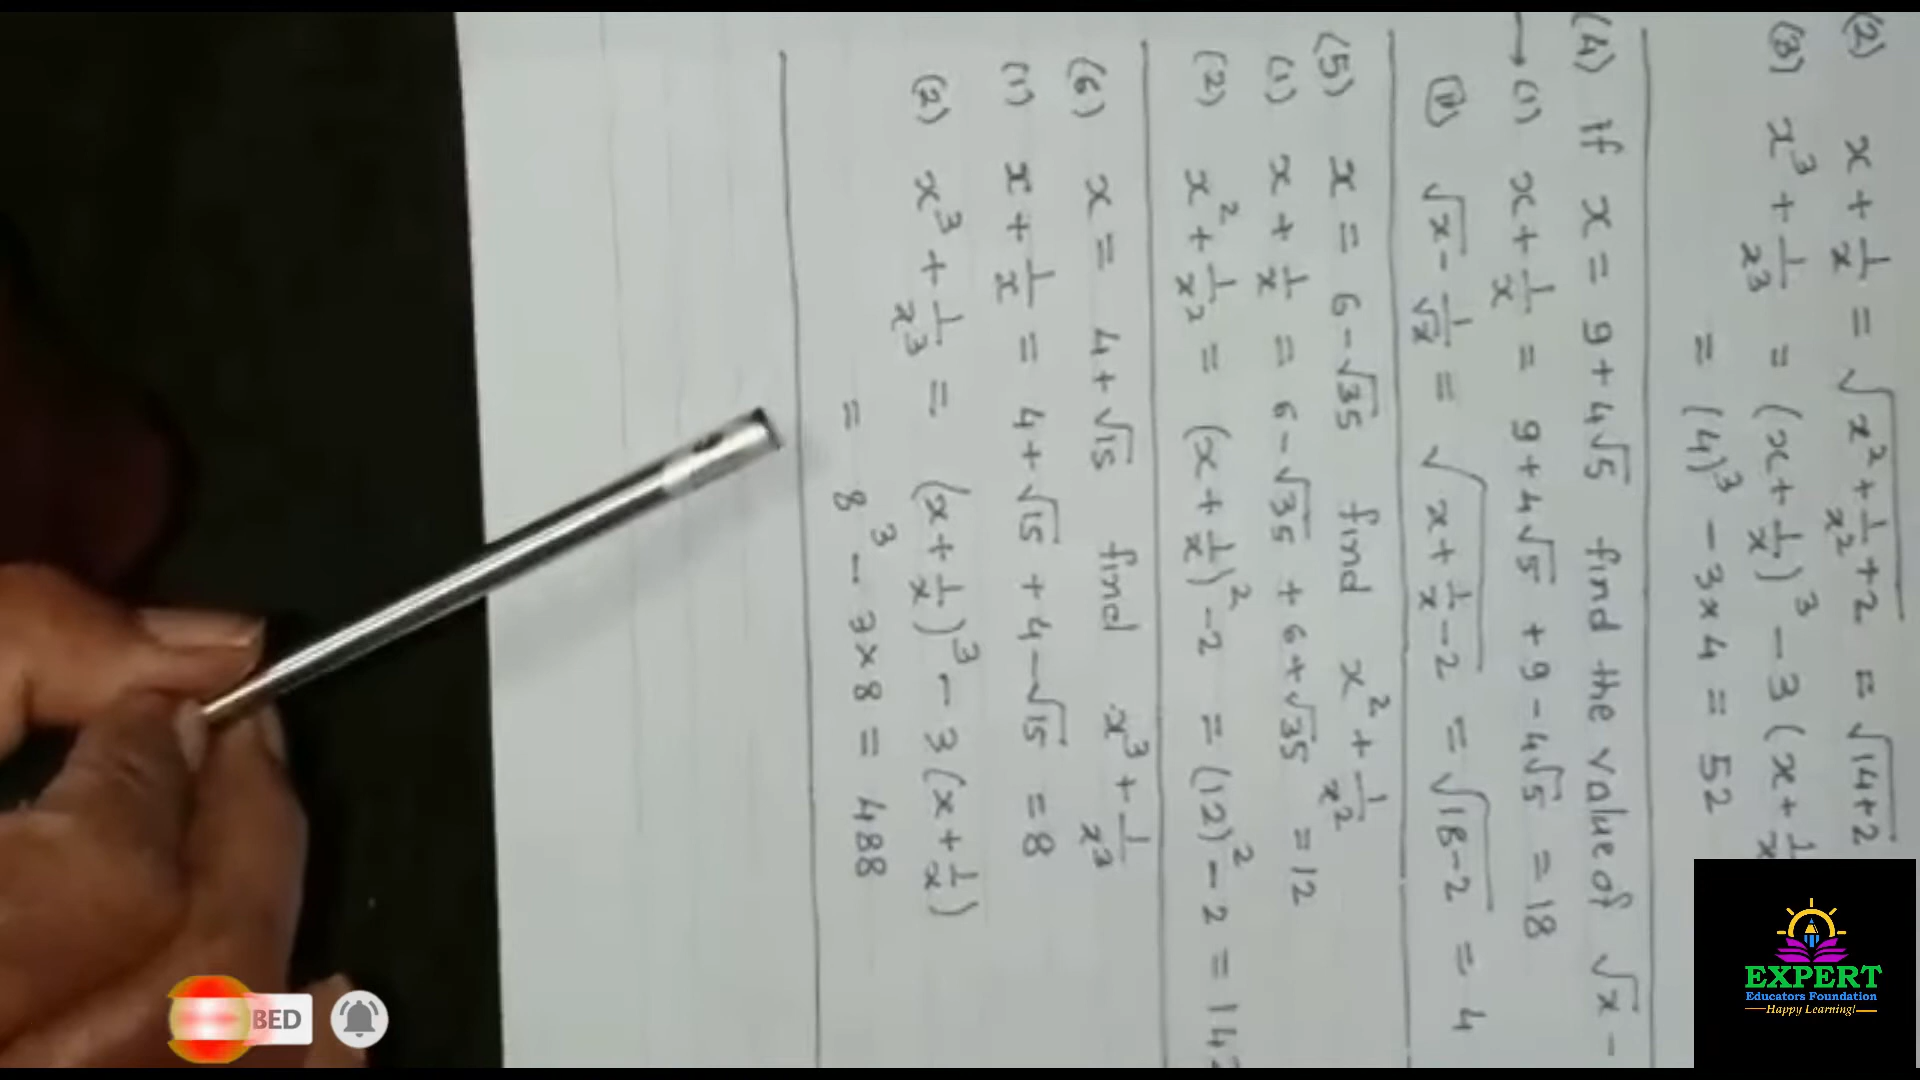 (2) x + 1/x = √(x² + 1/x² + 2) = √(14+2)
(3) x³ + 1/x³ = (x + 1/x)³ - 3(x + 1/x
= (4)³ - 3×4 = 52
(4) If x = 9+4√5 find the value of √x -
→ (1) x + 1/x = 9+4√5 + 9-4√5 = 18
√x - 1/√x = √(x + 1/x - 2) = √(18-2) = 4
(5) x = 6-√35 find x² + 1/x²
(1) x + 1/x = 6-√35 + 6+√35 = 12
(2) x² + 1/x² = (x + 1/x)² - 2 = (12)² - 2 = 142
(6) x = 4+√15 find x³ + 1/x³
(1) x + 1/x = 4+√15 + 4-√15 = 8
(2) x³ + 1/x³ = (x + 1/x)³ - 3(x + 1/x)
= 8³ - 3×8 = 488
BED
EXPERT
Educators Foundation
Happy Learning!